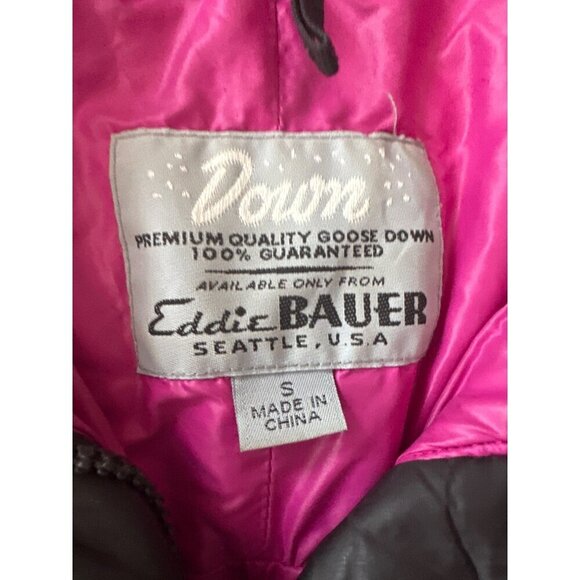 Down
PREMIUM QUALITY GOOSE DOWN
100% GUARANTEED
AVAILABLE ONLY FROM
Eddie BAUER
SEATTLE, U.S.A
S
MADE IN
CHINA